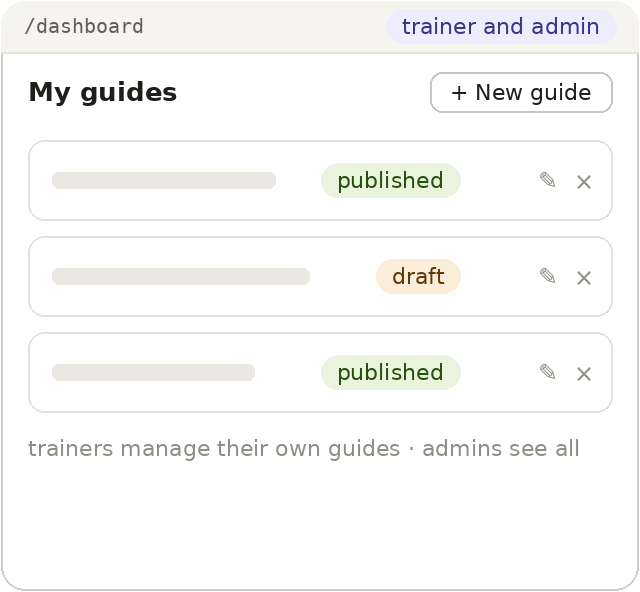 /dashboard trainer and admin
My guides + New guide
published ✎ ×
draft ✎ ×
published ✎ ×
trainers manage their own guides · admins see all